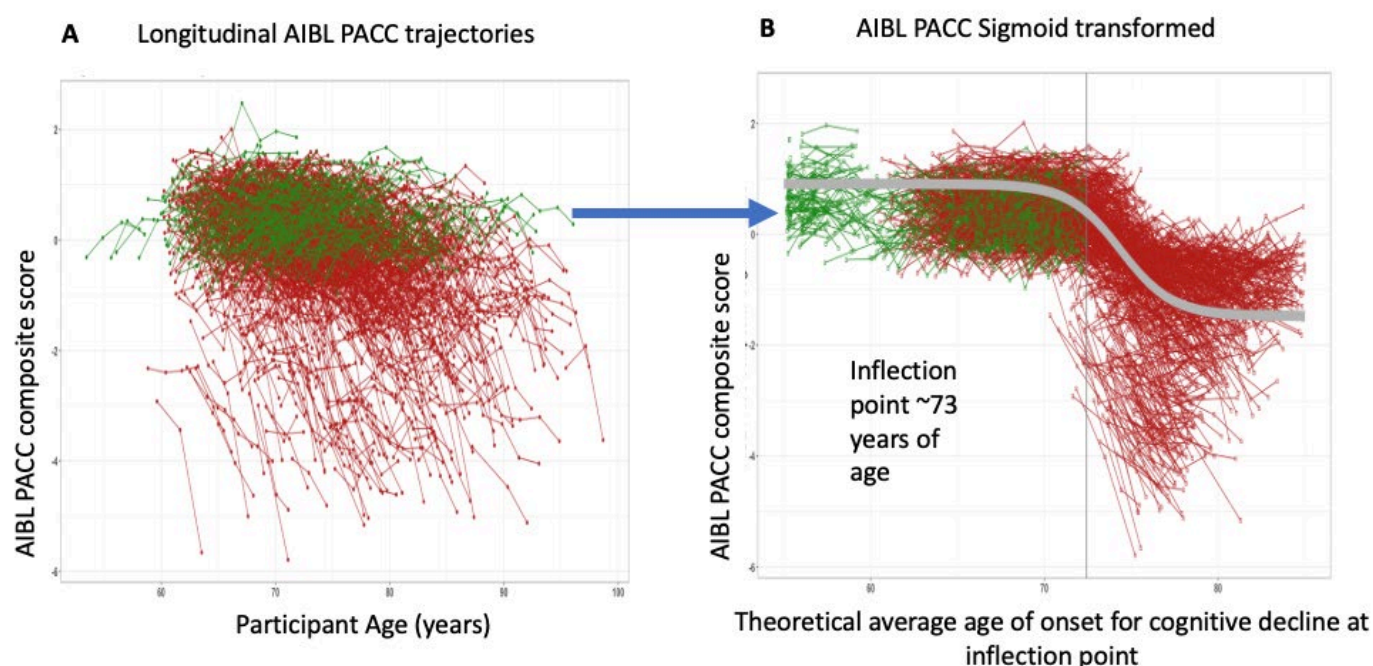 A Longitudinal AIBL PACC trajectories
B AIBL PACC Sigmoid transformed
AIBL PACC composite score
2
0
-2
-4
-6
60 70 80 90 100
Participant Age (years)
AIBL PACC composite score
2
0
-2
-4
-6
Inflection
point ~73
years of
age
60 70 80
Theoretical average age of onset for cognitive decline at
inflection point